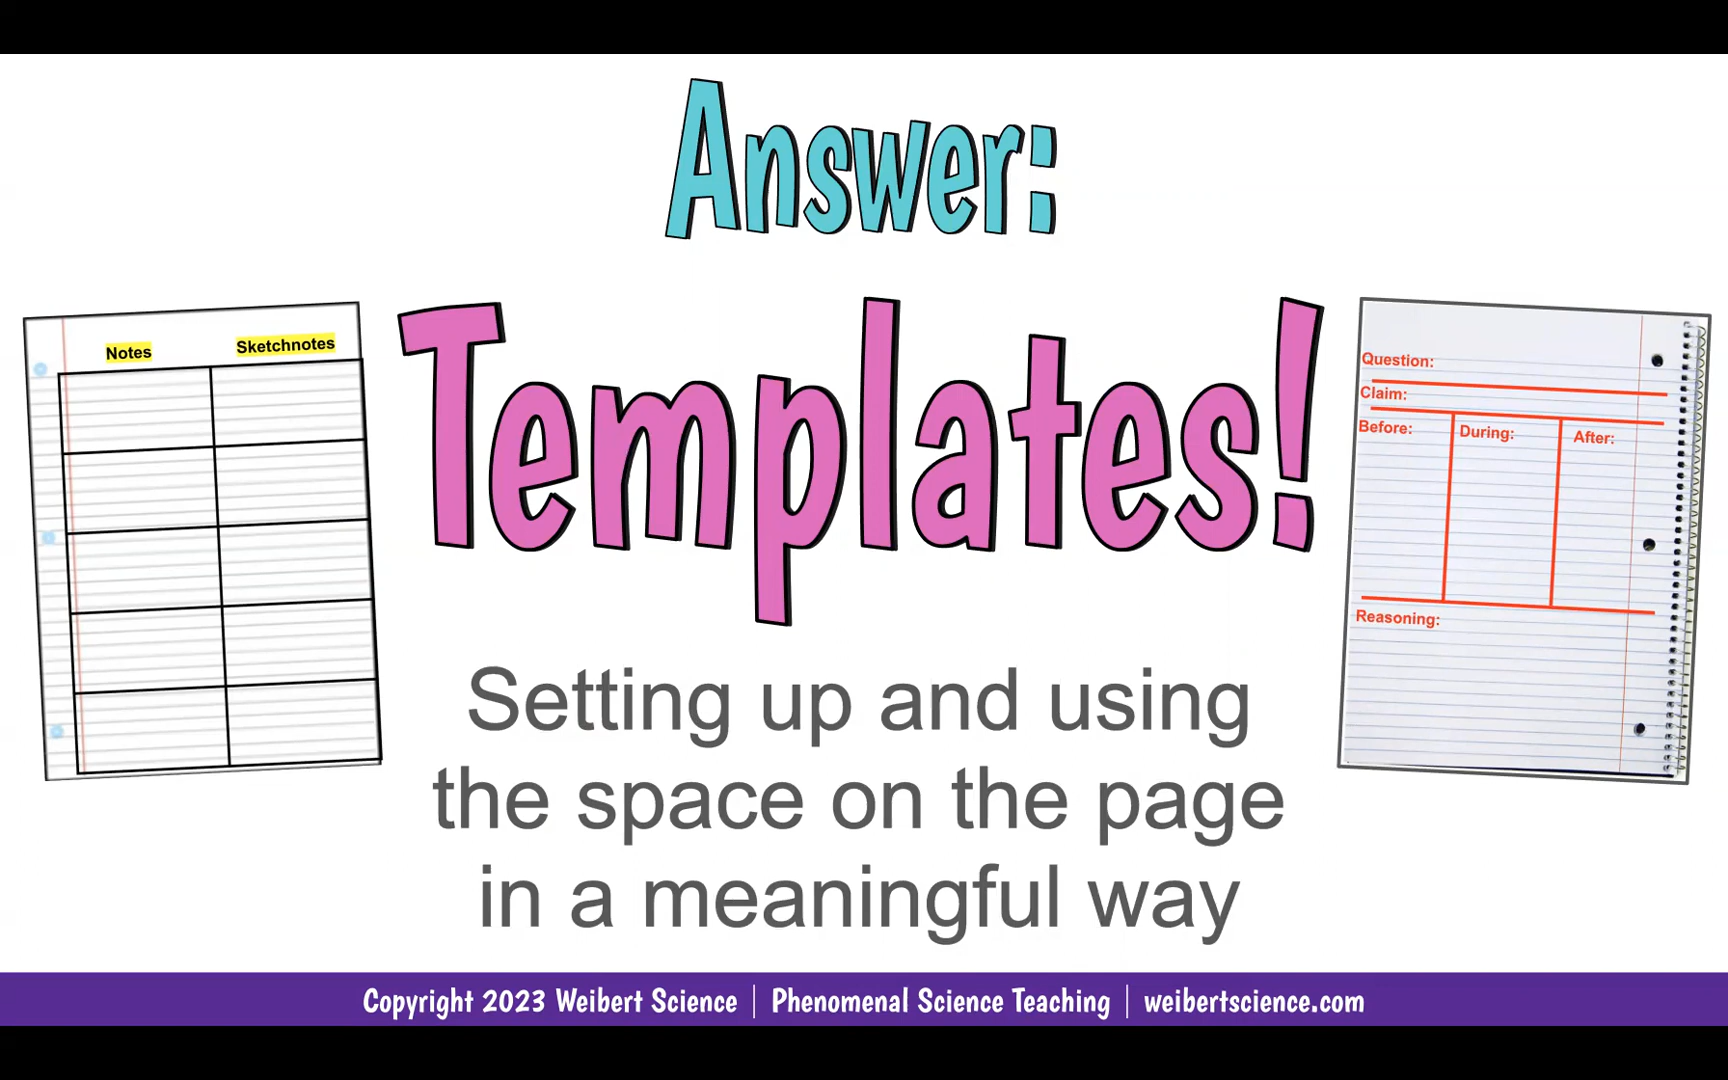 Answer:
Templates!
Notes Sketchnotes
Question:
Claim:
Before: During: After:
Reasoning:
Setting up and using
the space on the page
in a meaningful way
Copyright 2023 Weibert Science | Phenomenal Science Teaching | weibertscience.com